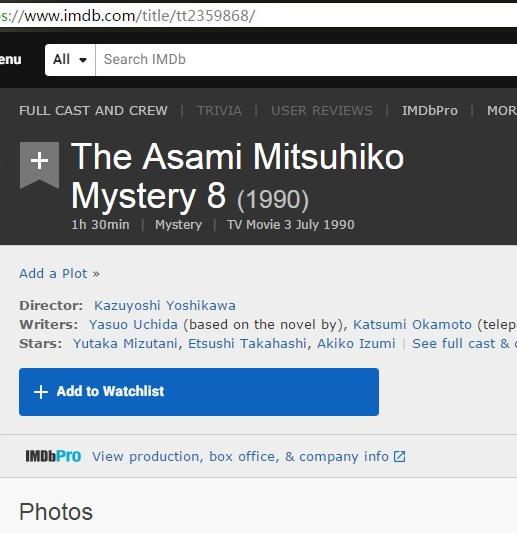 s://www.imdb.com/title/tt2359868/
enu All Search IMDb
FULL CAST AND CREW | TRIVIA | USER REVIEWS | IMDbPro | MOR
+ The Asami Mitsuhiko
Mystery 8 (1990)
1h 30min | Mystery | TV Movie 3 July 1990
Add a Plot »
Director: Kazuyoshi Yoshikawa
Writers: Yasuo Uchida (based on the novel by), Katsumi Okamoto (telep
Stars: Yutaka Mizutani, Etsushi Takahashi, Akiko Izumi | See full cast & c
+ Add to Watchlist
IMDbPro View production, box office, & company info
Photos